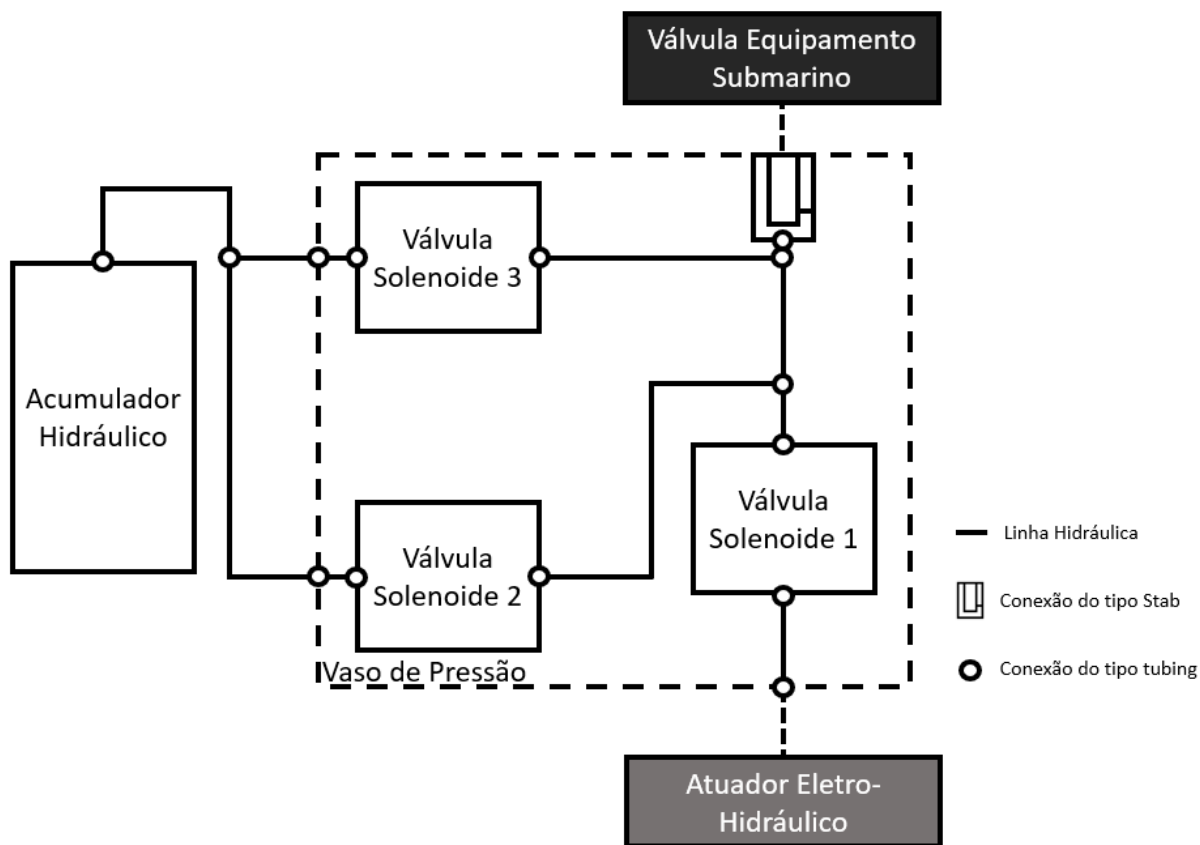 Válvula Equipamento
Submarino
Válvula
Solenoide 3
Acumulador
Hidráulico
Válvula
Solenoide 1
Válvula
Solenoide 2
Vaso de Pressão
Linha Hidráulica
Conexão do tipo Stab
Conexão do tipo tubing
Atuador Eletro-
Hidráulico